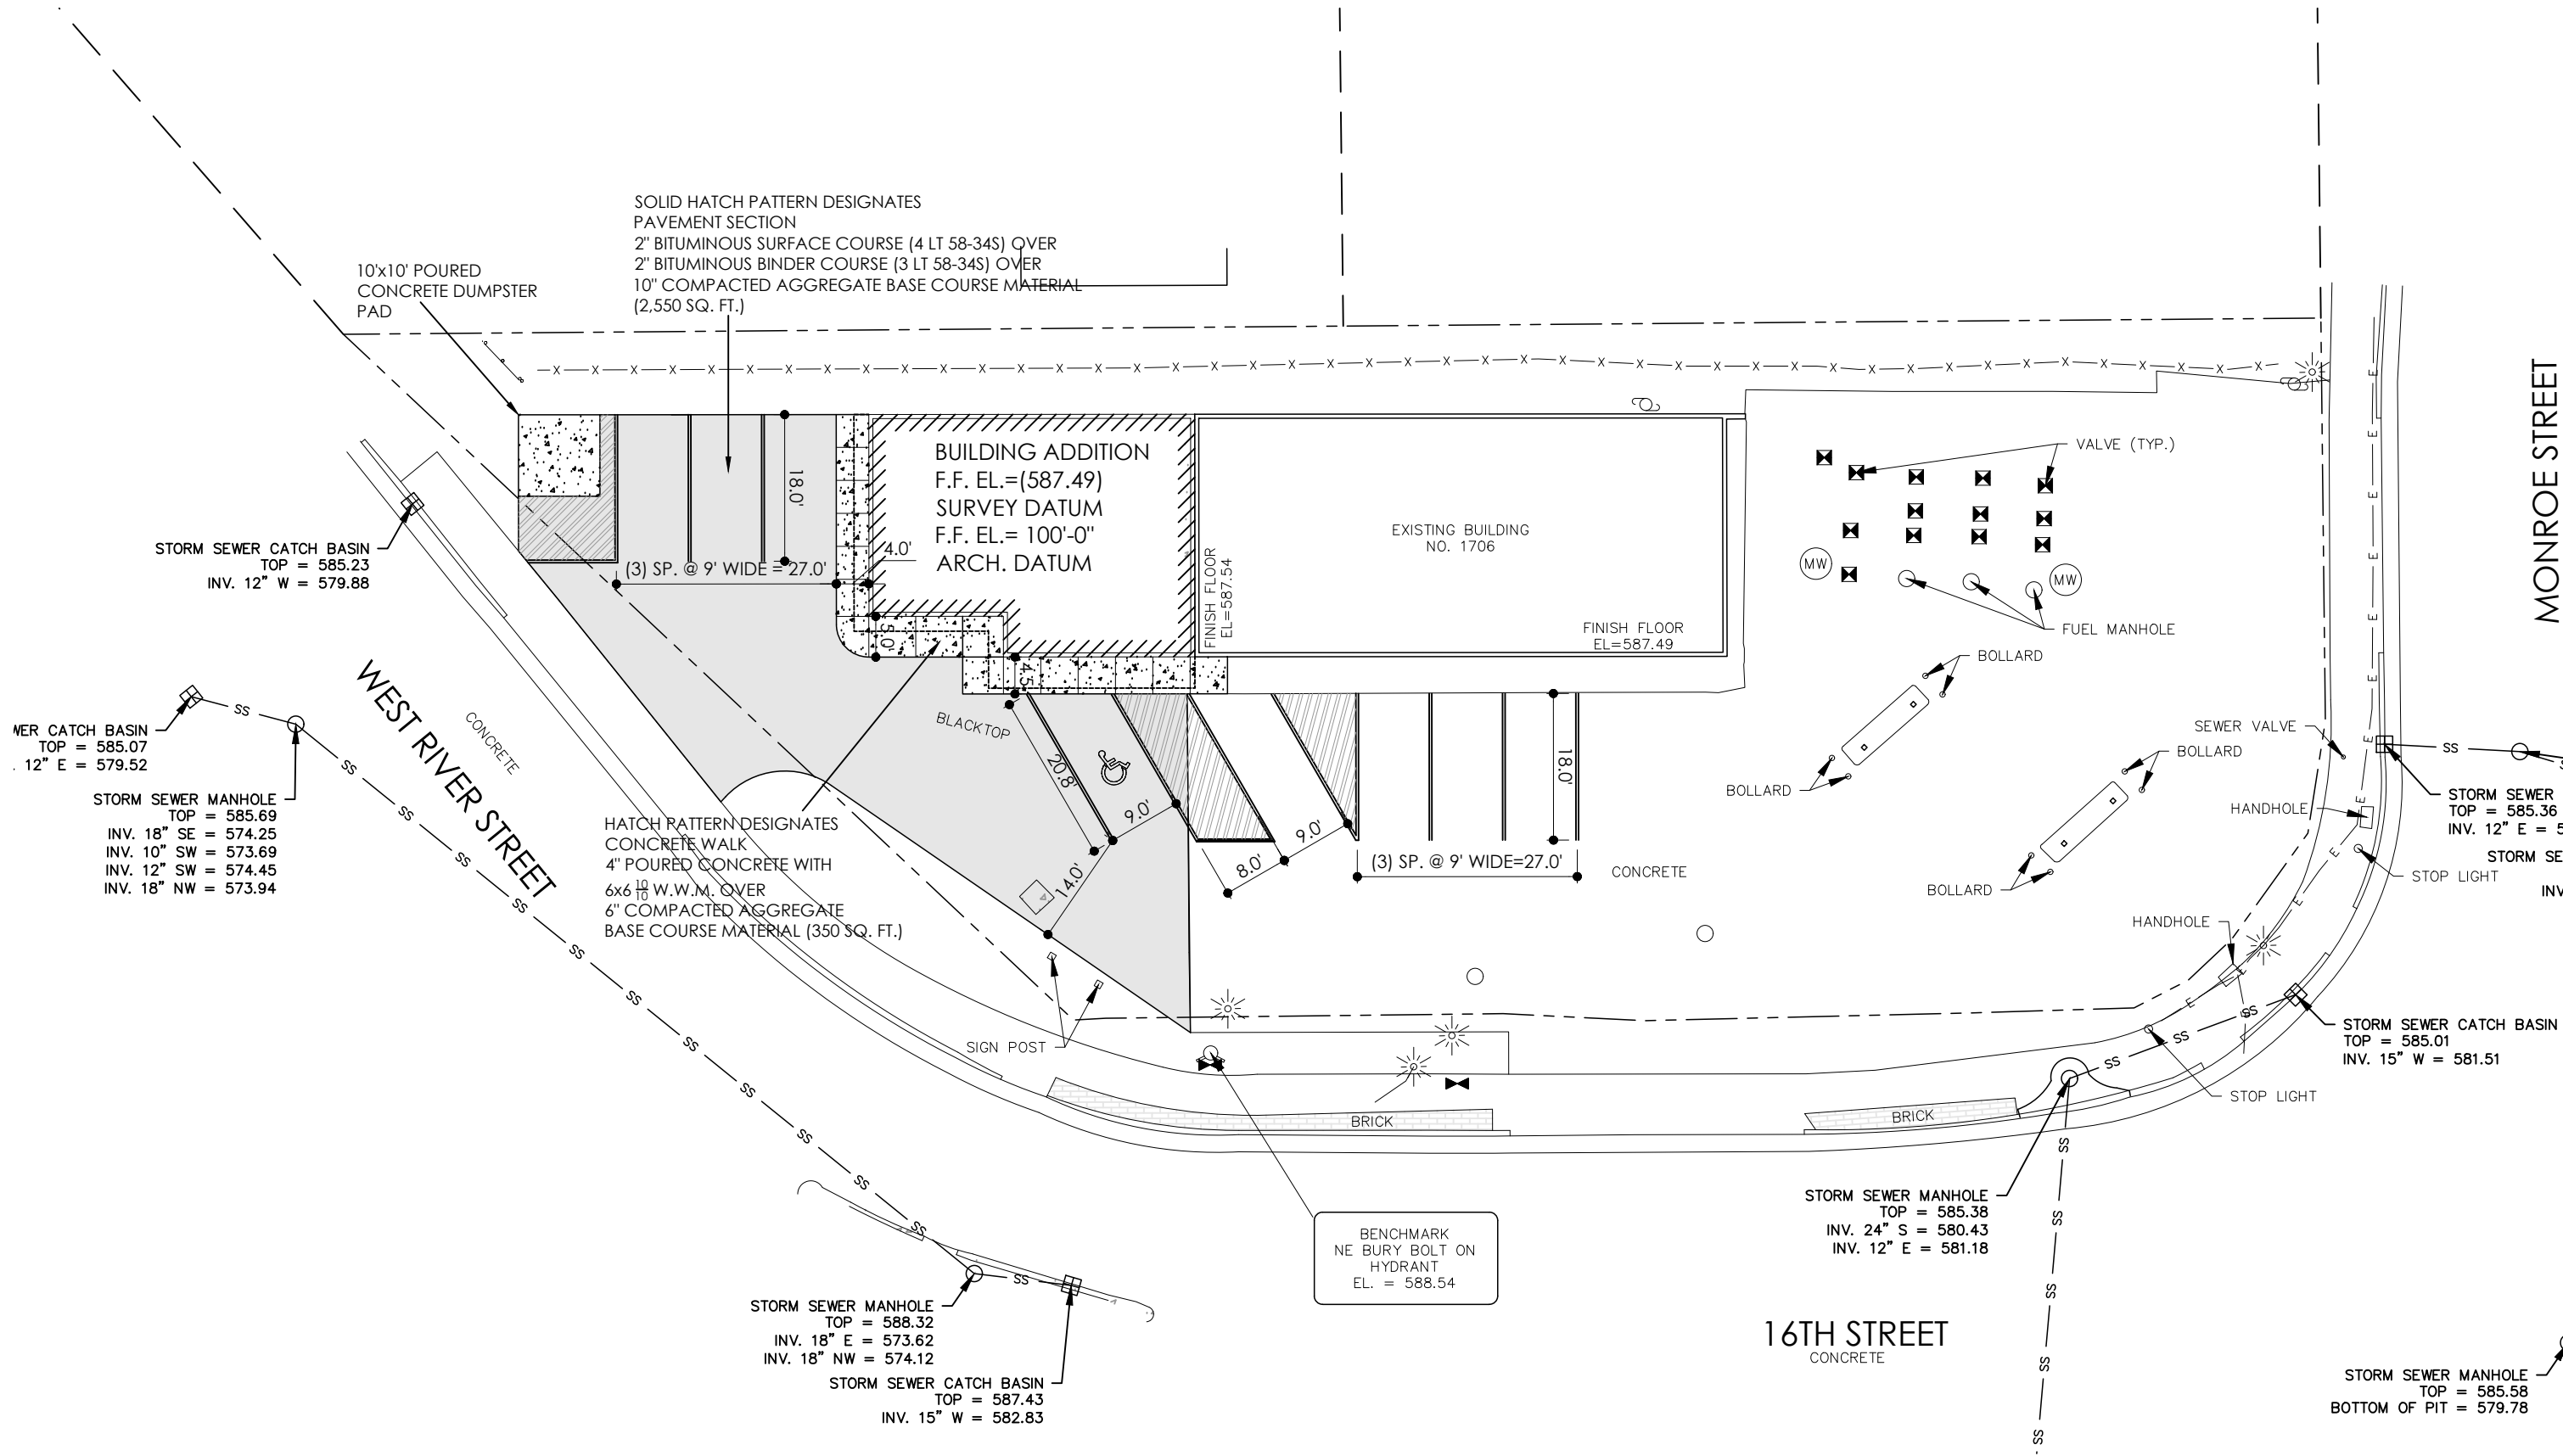 SOLID HATCH PATTERN DESIGNATES
PAVEMENT SECTION
2" BITUMINOUS SURFACE COURSE (4 LT 58-34S) OVER
2" BITUMINOUS BINDER COURSE (3 LT 58-34S) OVER
10" COMPACTED AGGREGATE BASE COURSE MATERIAL
(2,550 SQ. FT.)
10'x10' POURED
CONCRETE DUMPSTER
PAD
MONROE STREET
BUILDING ADDITION
F.F. EL.=(587.49)
SURVEY DATUM
F.F. EL.= 100'-0"
ARCH. DATUM
18.0'
4.0'
(3) SP. @ 9' WIDE = 27.0'
5.0'
4.5'
EXISTING BUILDING
NO. 1706
FINISH FLOOR
EL=587.54
FINISH FLOOR
EL=587.49
VALVE (TYP.)
MW
MW
FUEL MANHOLE
BOLLARD
BOLLARD
BOLLARD
BOLLARD
SEWER VALVE
HANDHOLE
STOP LIGHT
HANDHOLE
STOP LIGHT
STORM SEWER CATCH BASIN
TOP = 585.23
INV. 12" W = 579.88
WEST RIVER STREET
CONCRETE
BLACKTOP
WER CATCH BASIN
TOP = 585.07
. 12" E = 579.52
STORM SEWER MANHOLE
TOP = 585.69
INV. 18" SE = 574.25
INV. 10" SW = 573.69
INV. 12" SW = 574.45
INV. 18" NW = 573.94
HATCH PATTERN DESIGNATES
CONCRETE WALK
4" POURED CONCRETE WITH
6x6 10/10 W.W.M. OVER
6" COMPACTED AGGREGATE
BASE COURSE MATERIAL (350 SQ. FT.)
20.8'
9.0'
14.0'
8.0'
9.0'
18.0'
(3) SP. @ 9' WIDE=27.0'
CONCRETE
STORM SEWER
TOP = 585.36
INV. 12" E = 5
STORM SE
INV
SIGN POST
BRICK
BRICK
STORM SEWER CATCH BASIN
TOP = 585.01
INV. 15" W = 581.51
BENCHMARK
NE BURY BOLT ON
HYDRANT
EL. = 588.54
STORM SEWER MANHOLE
TOP = 585.38
INV. 24" S = 580.43
INV. 12" E = 581.18
STORM SEWER MANHOLE
TOP = 588.32
INV. 18" E = 573.62
INV. 18" NW = 574.12
STORM SEWER CATCH BASIN
TOP = 587.43
INV. 15" W = 582.83
16TH STREET
CONCRETE
STORM SEWER MANHOLE
TOP = 585.58
BOTTOM OF PIT = 579.78